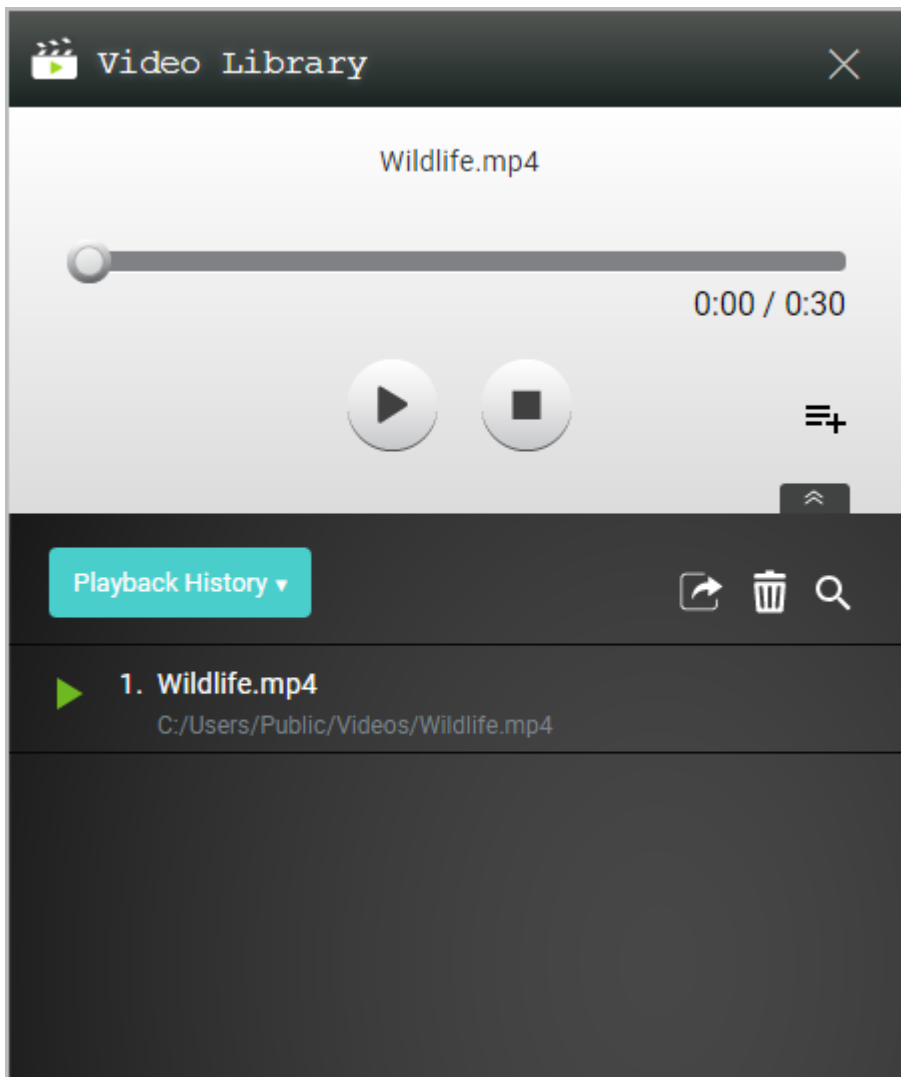 Video Library
Wildlife.mp4
0:00 / 0:30
Playback History ▾
1. Wildlife.mp4
C:/Users/Public/Videos/Wildlife.mp4